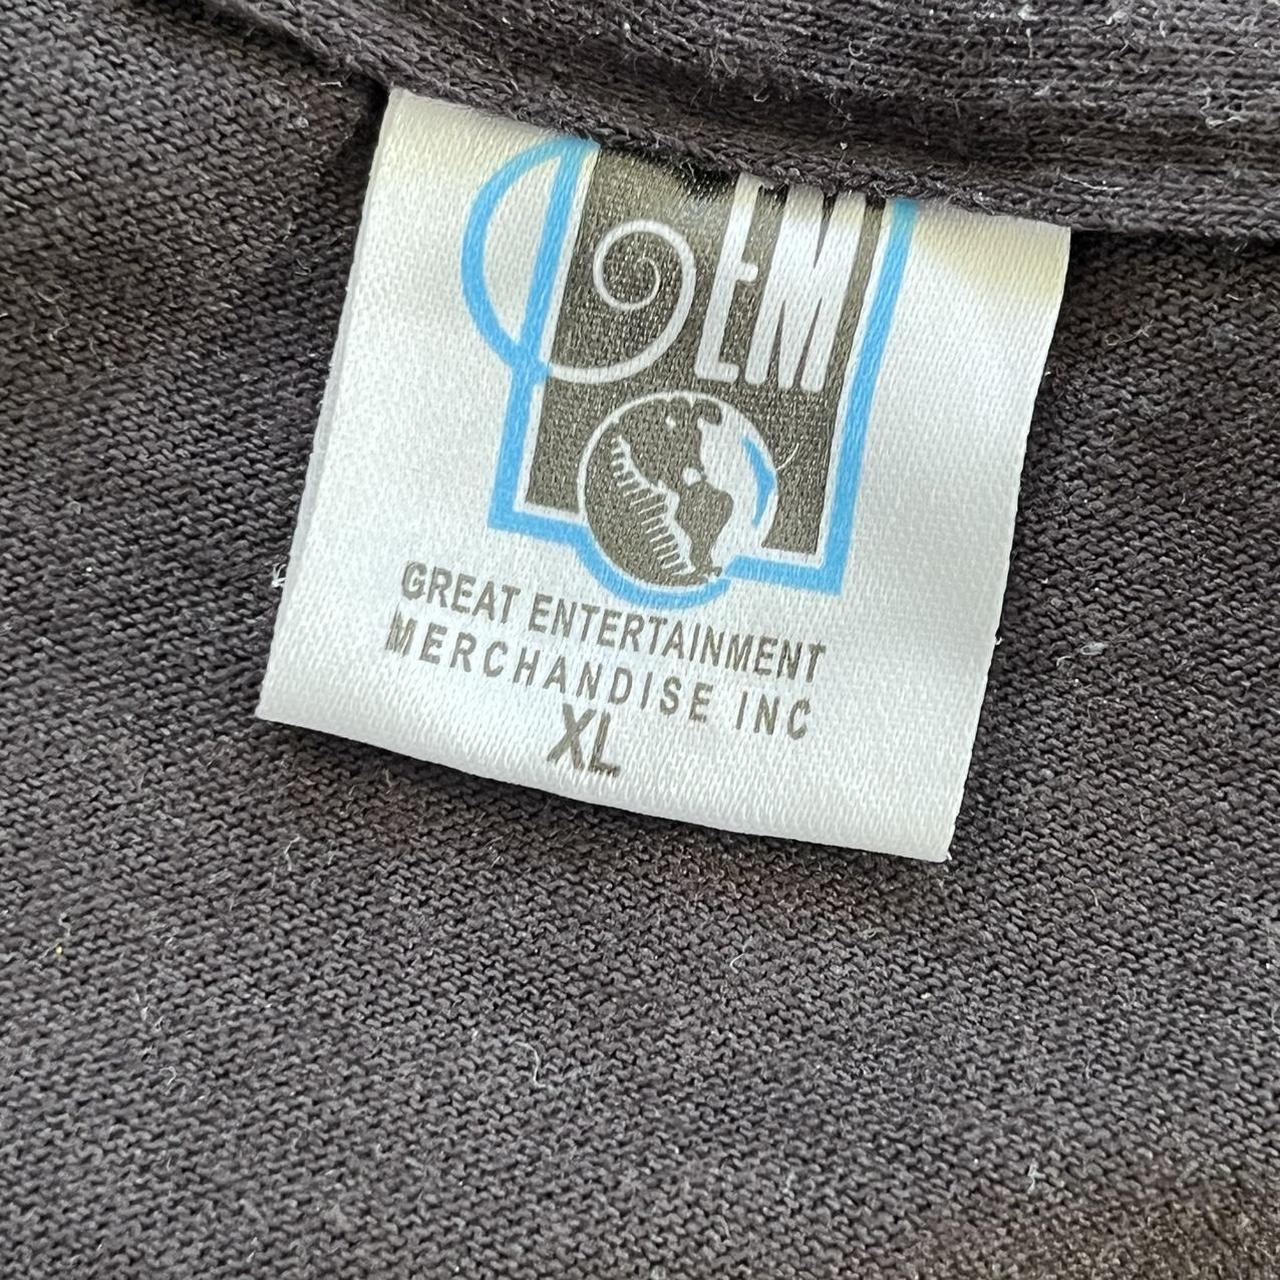 GEM
GREAT ENTERTAINMENT
MERCHANDISE INC
XL